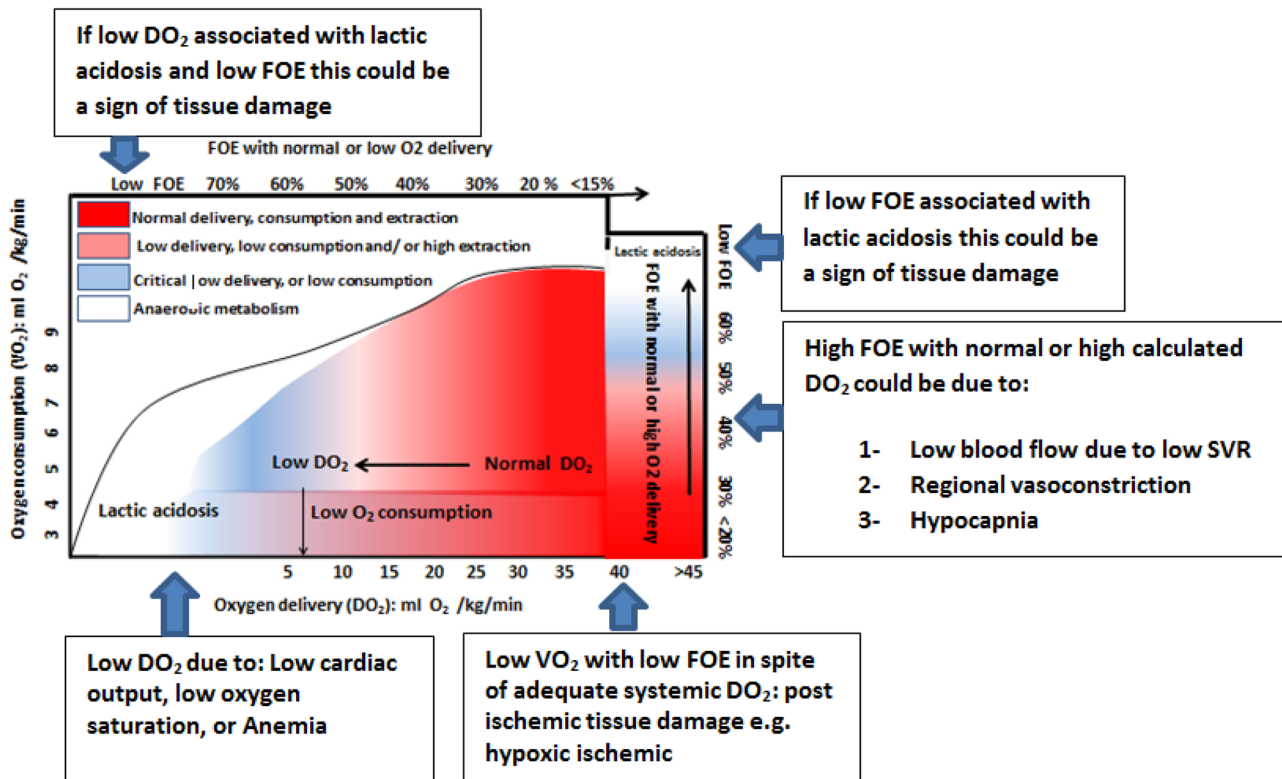 If low DO₂ associated with lactic
acidosis and low FOE this could be
a sign of tissue damage
FOE with normal or low O2 delivery
Low FOE 70% 60% 50% 40% 30% 20 % <15%
Normal delivery, consumption and extraction
Low delivery, low consumption and/ or high extraction
Critical low delivery, or low consumption
Anaerobic metabolism
Oxygen consumption (VO₂): ml O₂ /kg/min
9
8
7
6
5
4
3
Low DO₂
Normal DO₂
Lactic acidosis
Low O₂ consumption
5 10 15 20 25 30 35 40 >45
Oxygen delivery (DO₂): ml O₂ /kg/min
Lactic acidosis
FOE with normal or high O2 delivery
Low FOE 60% 50% 40% 30% <20%
If low FOE associated with
lactic acidosis this could be
a sign of tissue damage
High FOE with normal or high calculated
DO₂ could be due to:
1- Low blood flow due to low SVR
2- Regional vasoconstriction
3- Hypocapnia
Low DO₂ due to: Low cardiac
output, low oxygen
saturation, or Anemia
Low VO₂ with low FOE in spite
of adequate systemic DO₂: post
ischemic tissue damage e.g.
hypoxic ischemic